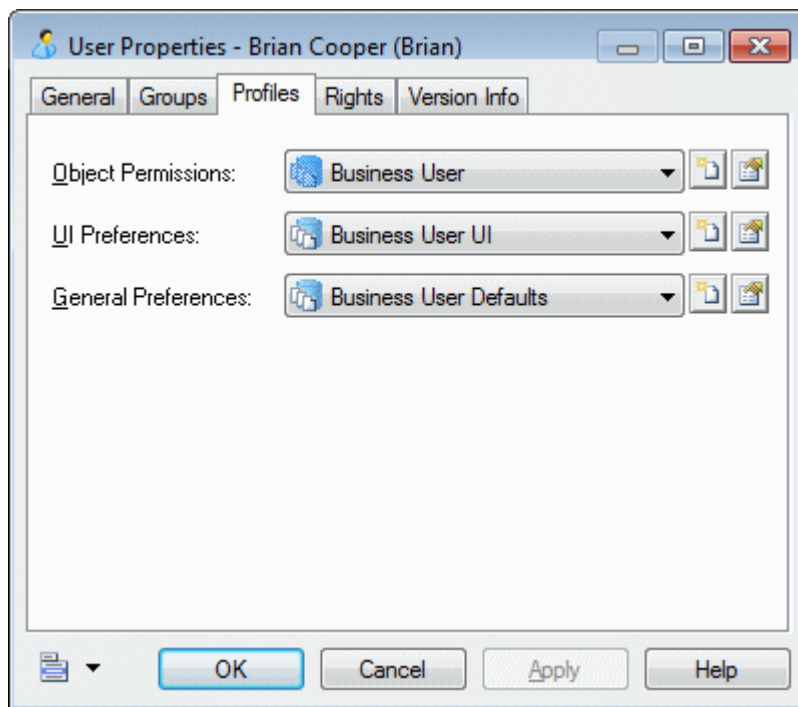 User Properties - Brian Cooper (Brian)
General Groups Profiles Rights Version Info
Object Permissions: Business User
UI Preferences: Business User UI
General Preferences: Business User Defaults
OK Cancel Apply Help